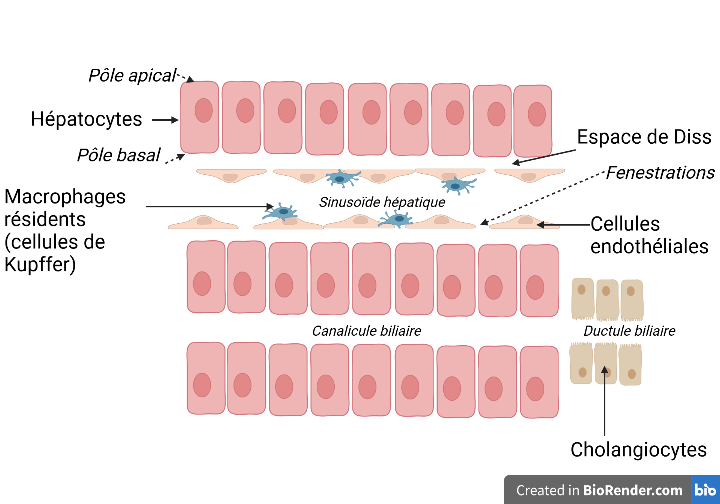 Pôle apical
Hépatocytes
Pôle basal
Espace de Diss
Fenestrations
Macrophages
résidents
(cellules de
Kupffer)
Sinusoïde hépatique
Cellules
endothéliales
Canalicule biliaire
Ductule biliaire
Cholangiocytes
Created in BioRender.com bio